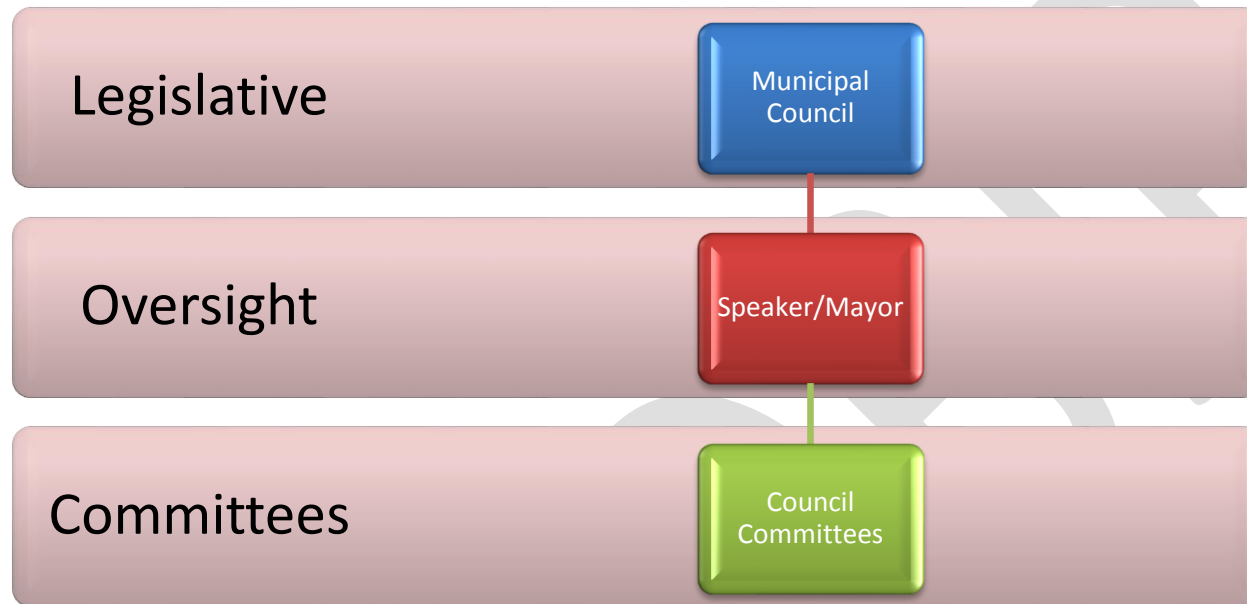 Legislative
Municipal
Council
Oversight
Speaker/Mayor
Committees
Council
Committees